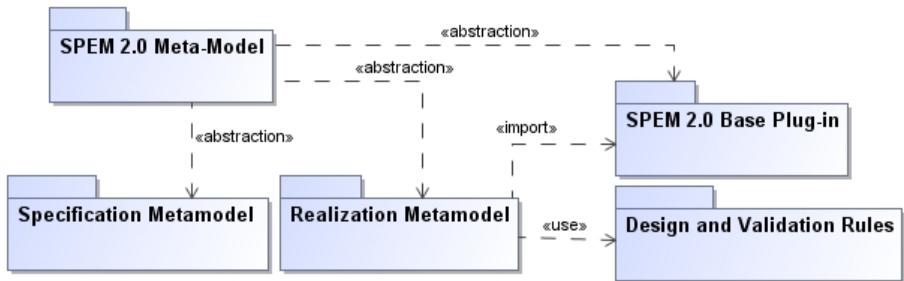 «abstraction»
SPEM 2.0 Meta-Model
«abstraction»
SPEM 2.0 Base Plug-in
«import»
«abstraction»
Specification Metamodel
Realization Metamodel
«use»
Design and Validation Rules